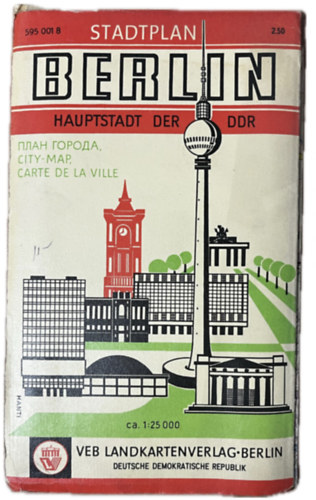 595 001 8 STADTPLAN 2.50
BERLIN
HAUPTSTADT DER DDR
ПЛАН ГОРОДА,
CITY-MAP,
CARTE DE LA VILLE
MANTI
ca. 1:25 000
VEB LANDKARTENVERLAG·BERLIN
DEUTSCHE DEMOKRATISCHE REPUBLIK